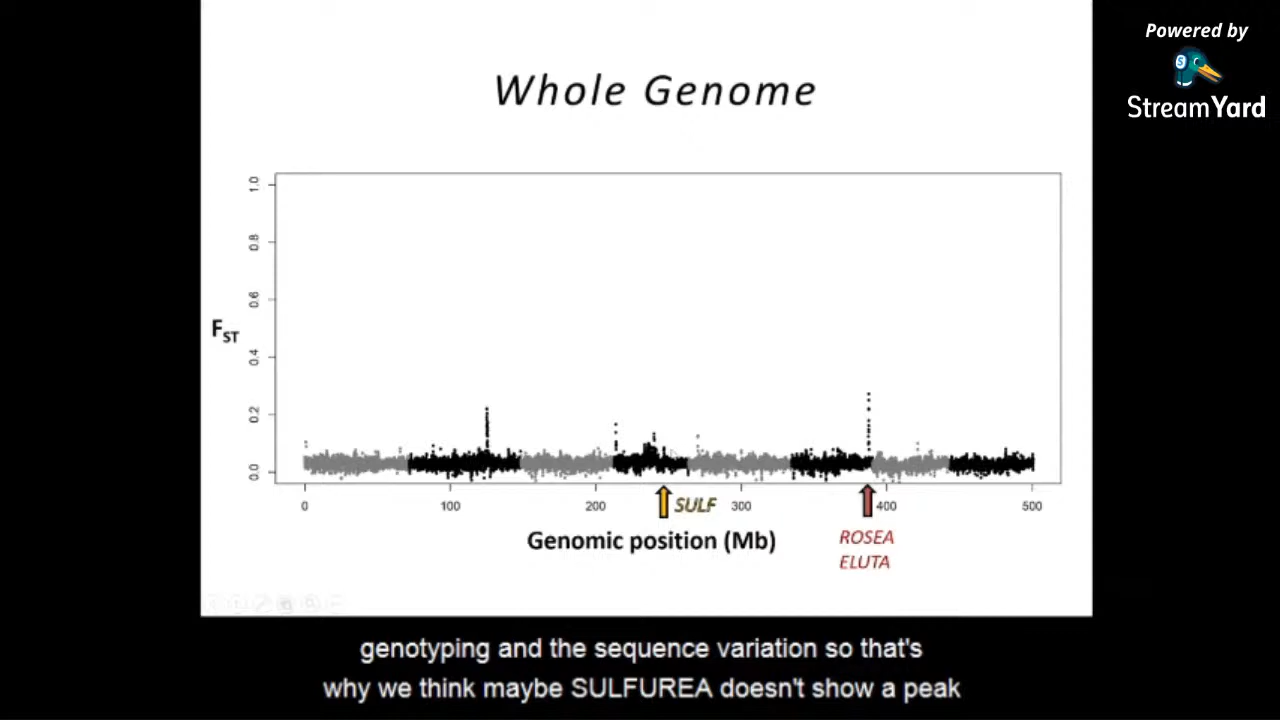 Powered by
StreamYard
Whole Genome
1.0
0.8
0.6
0.4
0.2
0.0
FST
0 100 200 300 400 500
SULF
Genomic position (Mb)
ROSEA
ELUTA
genotyping and the sequence variation so that's
why we think maybe SULFUREA doesn't show a peak